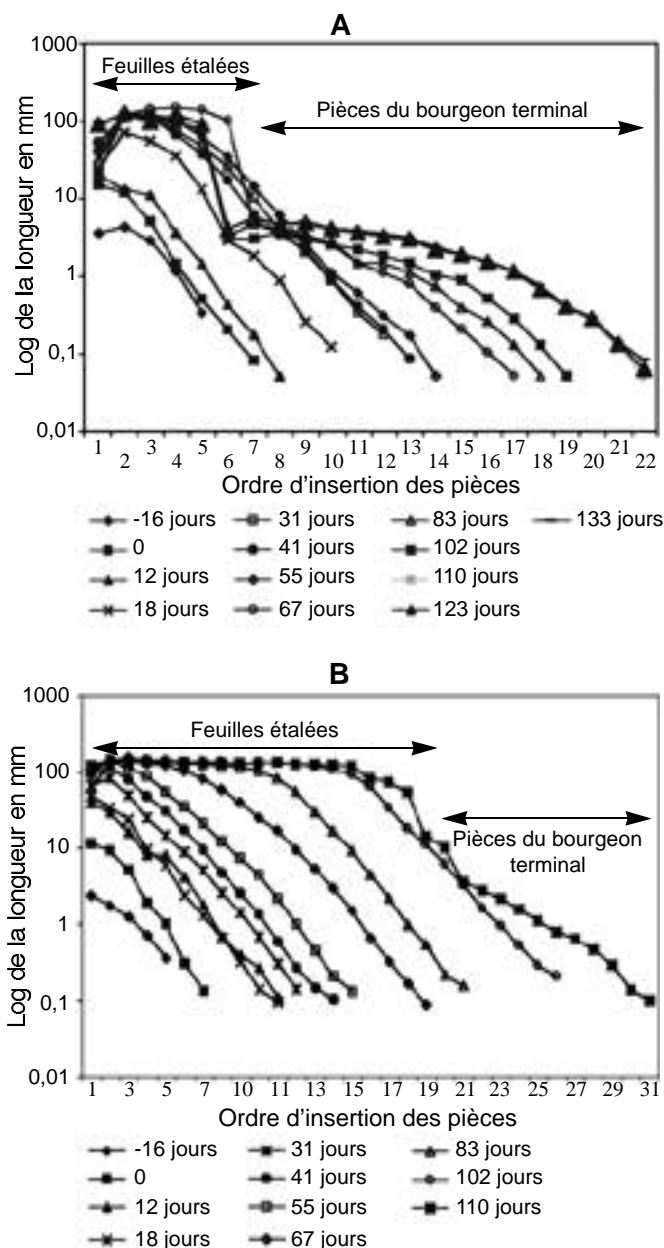 A
1000
100
10
1
0,1
0,01
Log de la longueur en mm
Feuilles étalées
Pièces du bourgeon terminal
1 2 3 4 5 6 7 8 9 10 11 12 13 14 15 16 17 18 19 20 21 22
Ordre d'insertion des pièces
-16 jours 31 jours 83 jours 133 jours
0 41 jours 102 jours
12 jours 55 jours 110 jours
18 jours 67 jours 123 jours
B
1000
100
10
1
0,1
0,01
Log de la longueur en mm
Feuilles étalées
Pièces du bourgeon
terminal
1 3 5 7 10 11 13 15 17 19 21 23 25 27 29 31
Ordre d'insertion des pièces
-16 jours 31 jours 83 jours
0 41 jours 102 jours
12 jours 55 jours 110 jours
18 jours 67 jours